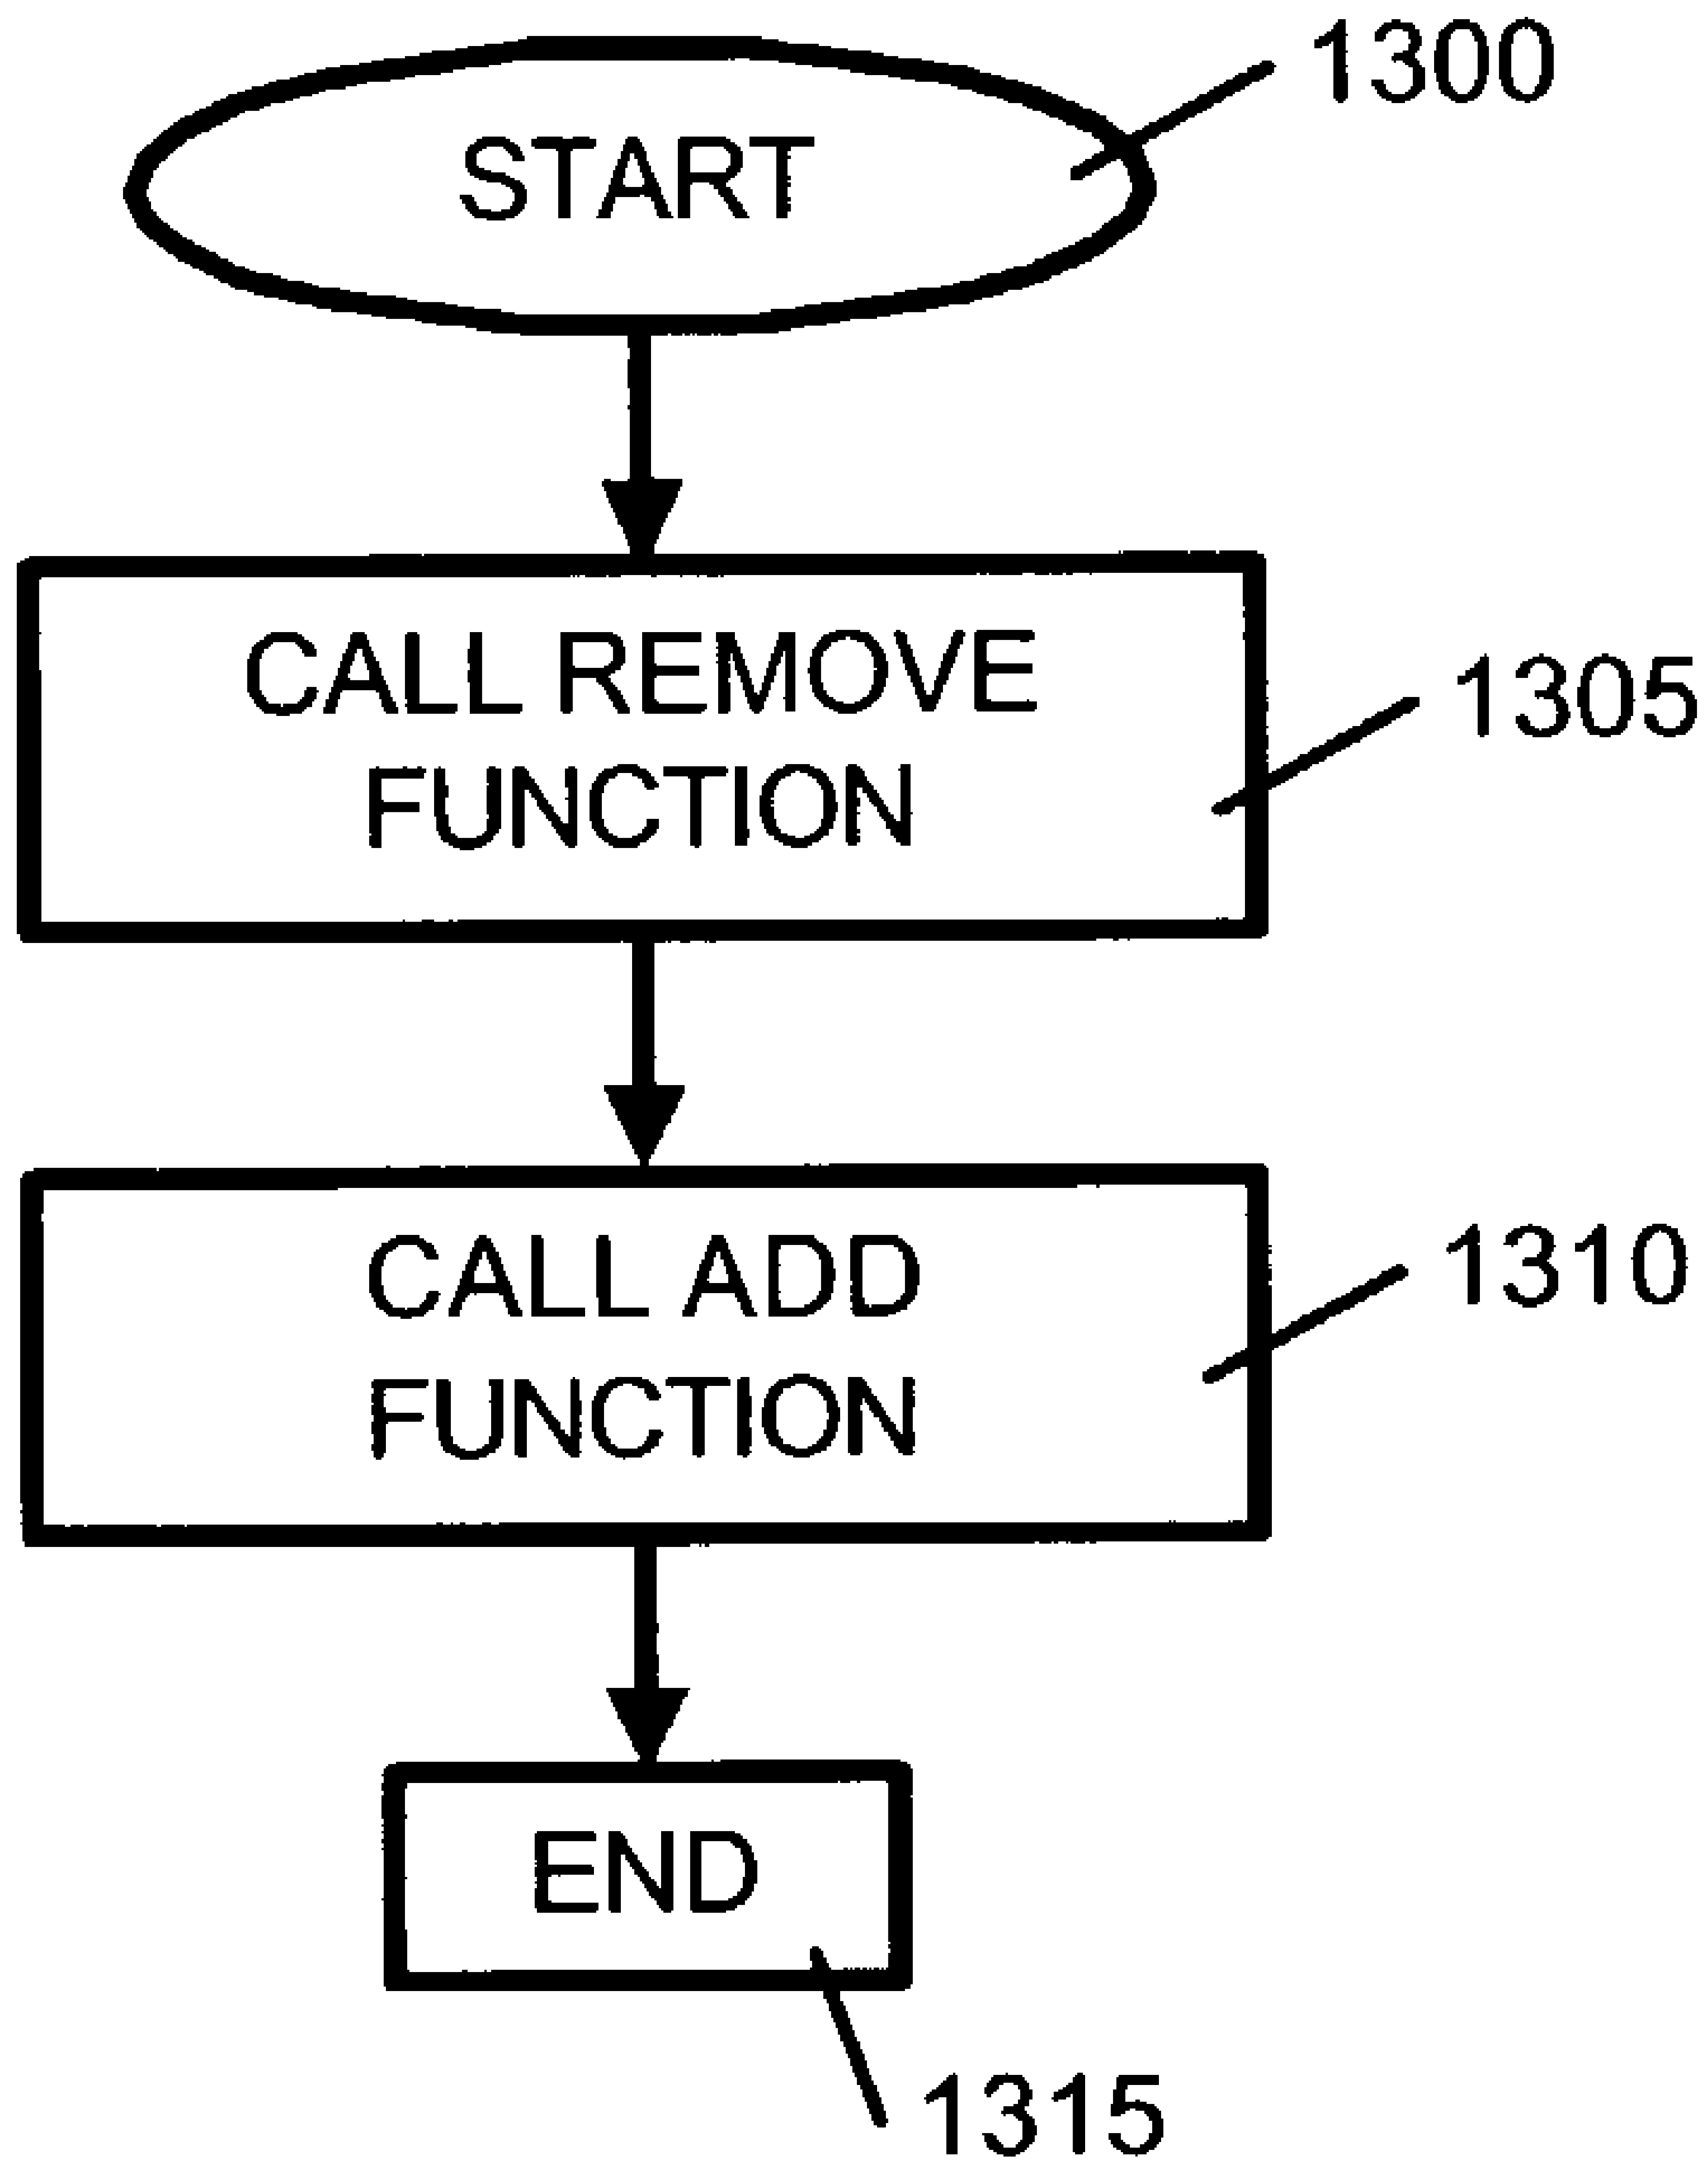 1300
START
CALL REMOVE
FUNCTION
1305
CALL ADD
FUNCTION
1310
END
1315